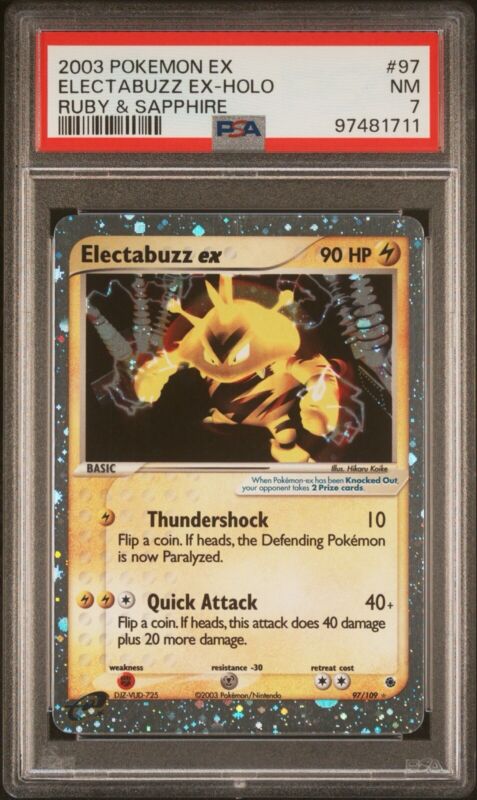 2003 POKEMON EX #97
ELECTABUZZ EX-HOLO NM
RUBY & SAPPHIRE 7
PSA 97481711
Electabuzz ex 90 HP
BASIC Illus. Hikaru Koike
When Pokémon-ex has been Knocked Out,
your opponent takes 2 Prize cards.
Thundershock 10
Flip a coin. If heads, the Defending Pokémon
is now Paralyzed.
Quick Attack 40+
Flip a coin. If heads, this attack does 40 damage
plus 20 more damage.
weakness resistance -30 retreat cost
DJZ-VUD-725 ©2003 Pokémon/Nintendo 97/109 ★
PSA